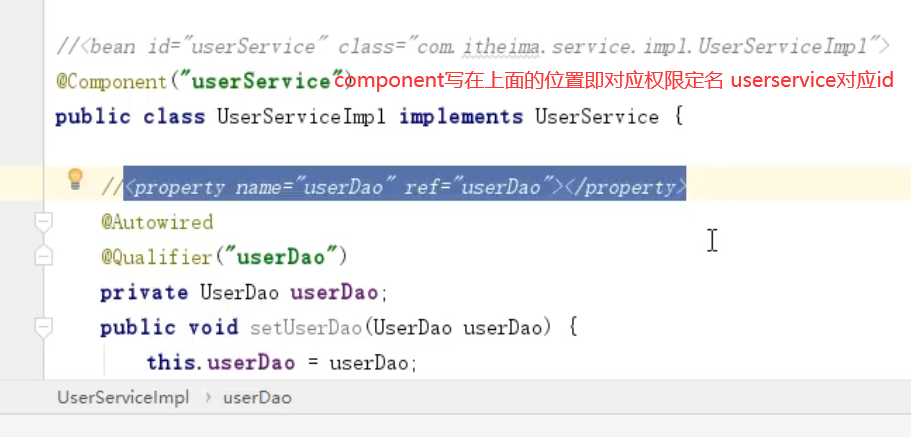 //<bean id="userService" class="com.itheima.service.impl.UserServiceImpl">
@Component("userService") component写在上面的位置即对应权限定名 userservice对应id
public class UserServiceImpl implements UserService {
//<property name="userDao" ref="userDao"></property>
@Autowired
@Qualifier("userDao")
private UserDao userDao;
public void setUserDao(UserDao userDao) {
this.userDao = userDao;
UserServiceImpl › userDao